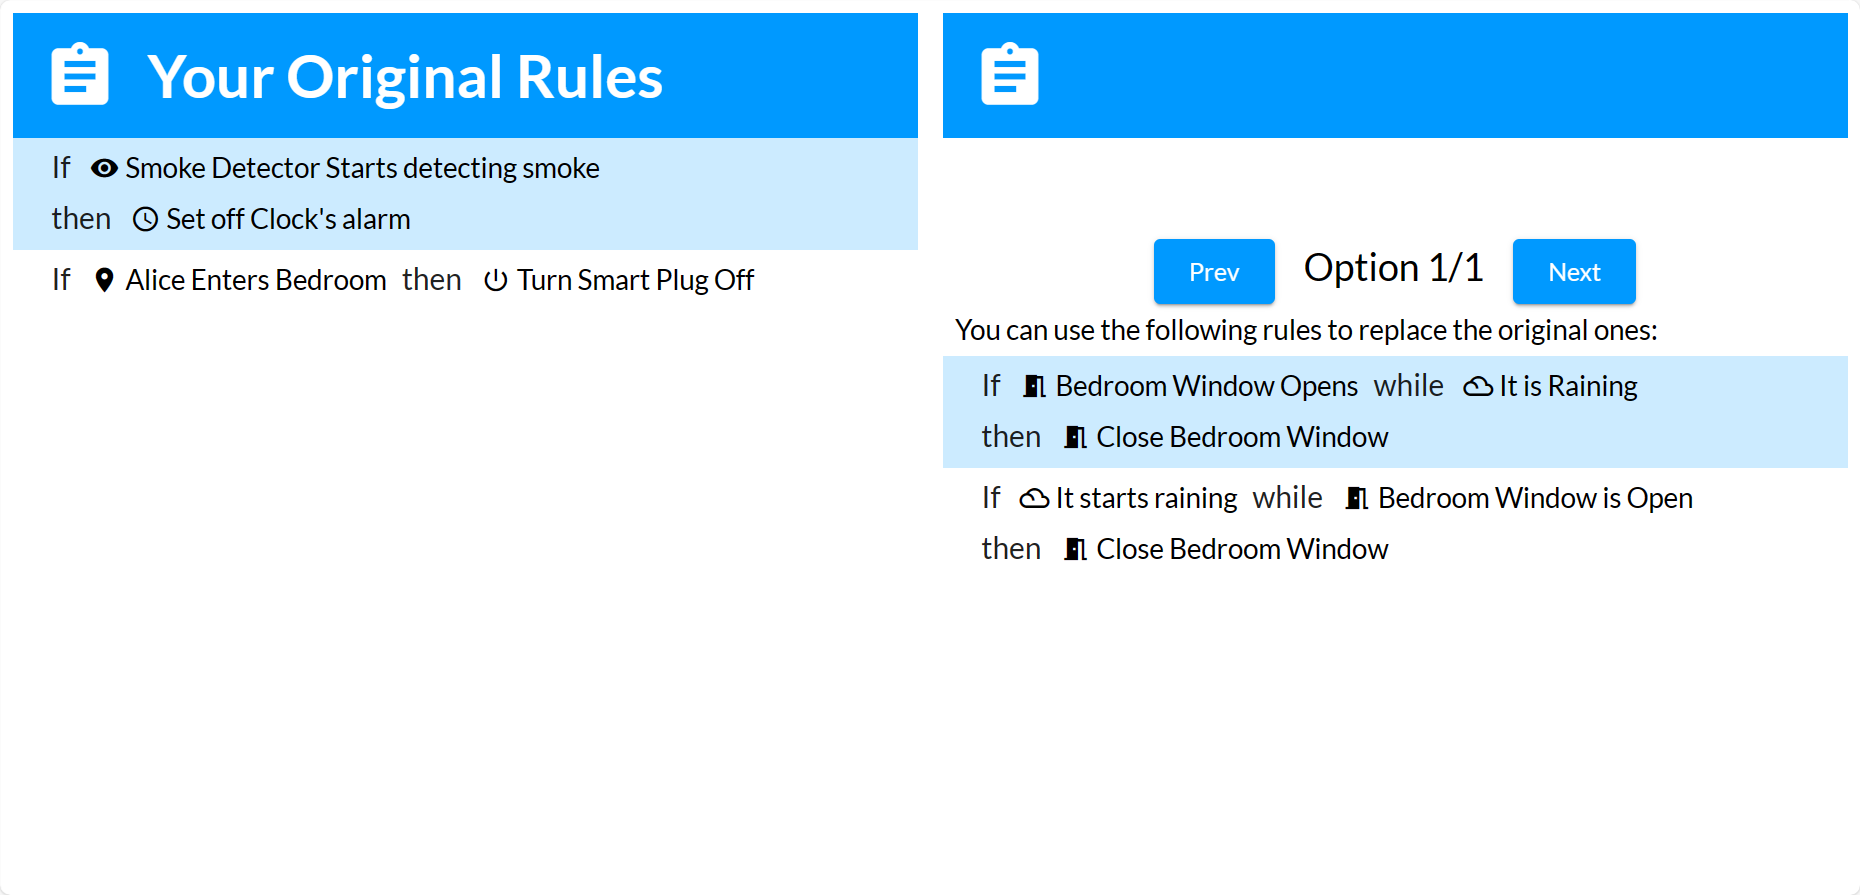 Your Original Rules
If Smoke Detector Starts detecting smoke
then Set off Clock's alarm
If Alice Enters Bedroom then Turn Smart Plug Off
Prev Option 1/1 Next
You can use the following rules to replace the original ones:
If Bedroom Window Opens while It is Raining
then Close Bedroom Window
If It starts raining while Bedroom Window is Open
then Close Bedroom Window